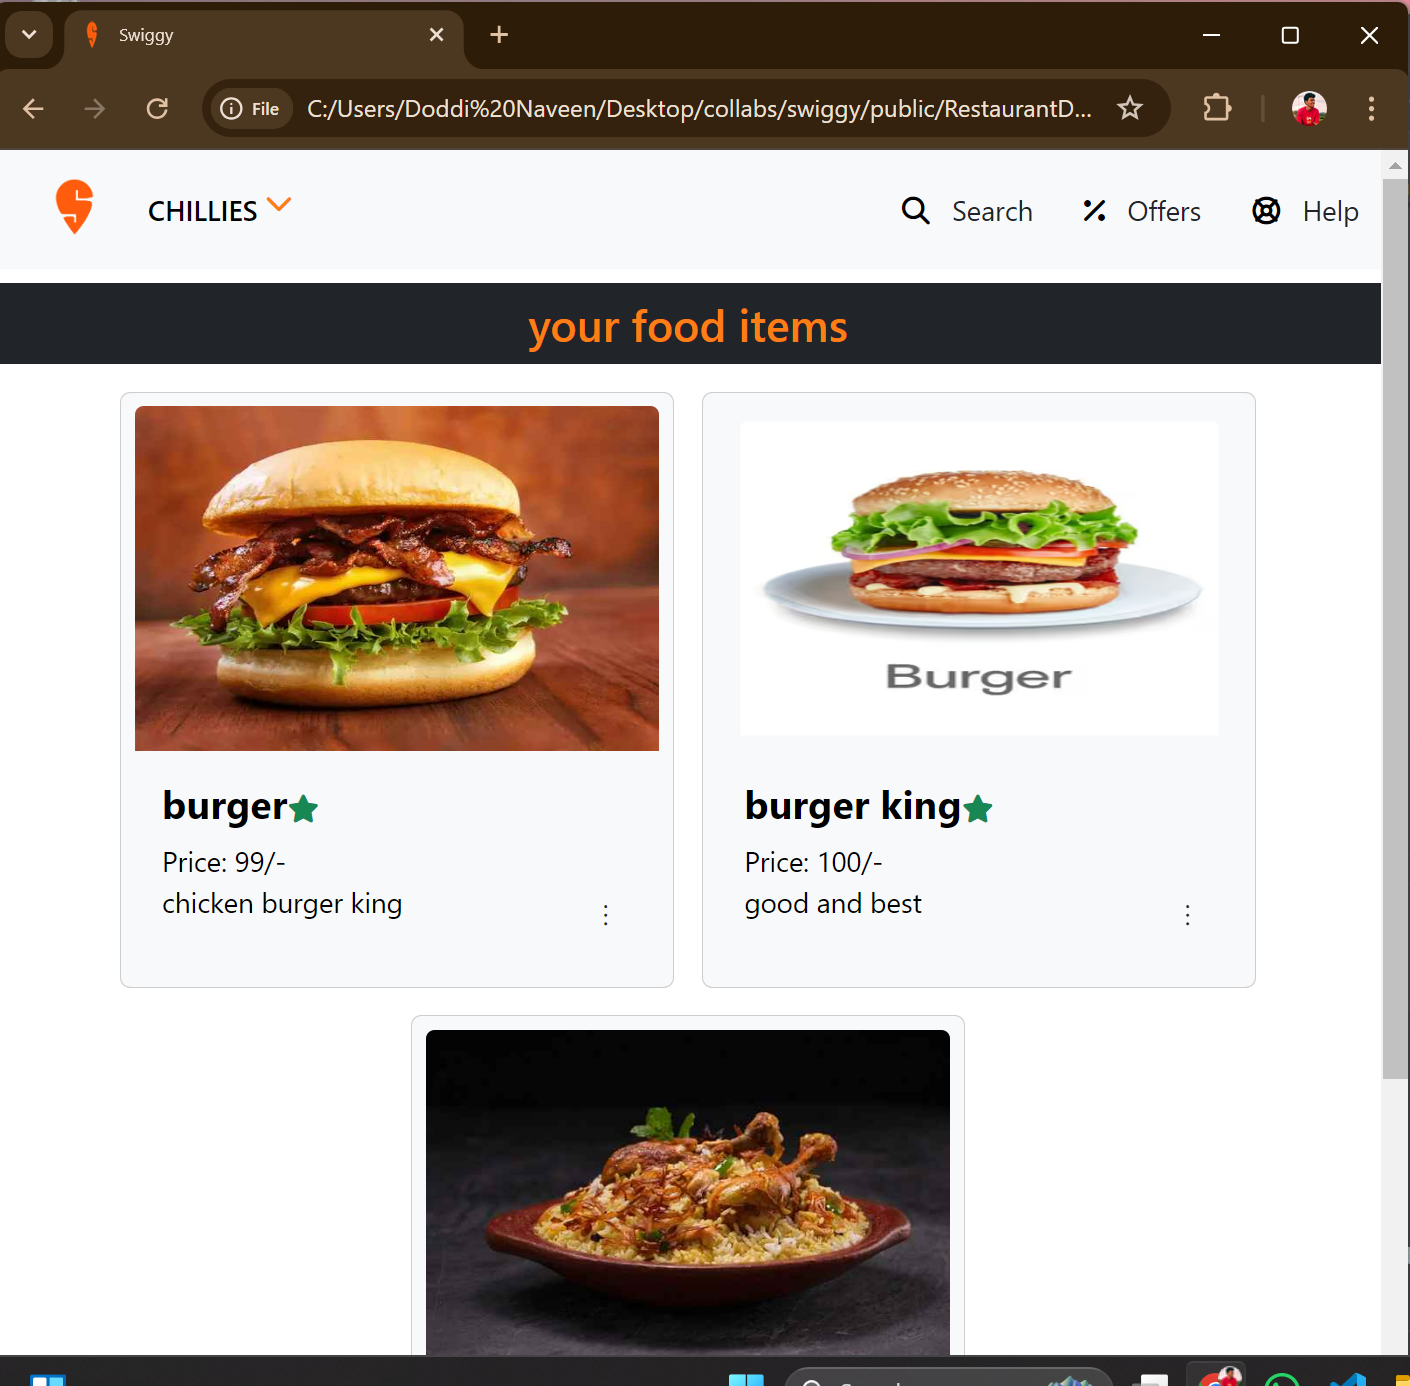 Swiggy
File
C:/Users/Doddi%20Naveen/Desktop/collabs/swiggy/public/RestaurantD...
CHILLIES
Search
Offers
Help
your food items
Burger
burger
Price: 99/-
chicken burger king
burger king
Price: 100/-
good and best